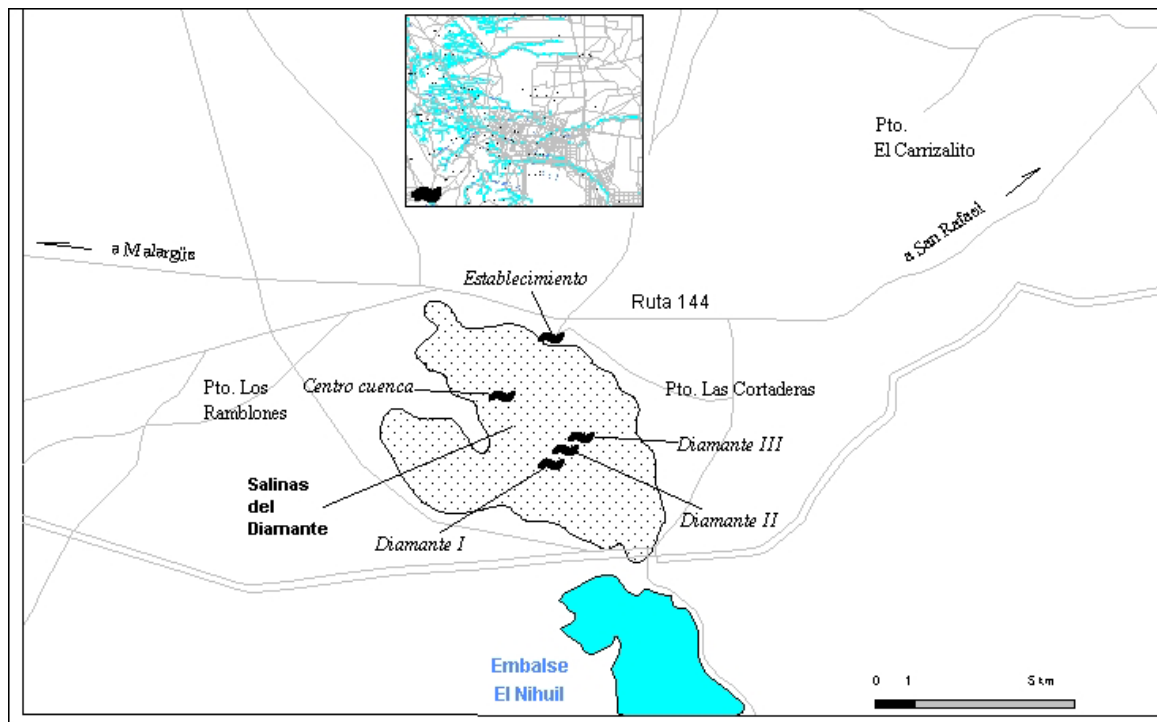 Pto.
El Carrizalito
a San Rafael
a Malargüe
Establecimiento
Ruta 144
Pto. Los
Ramblones
Centro cuenca
Pto. Las Cortaderas
Diamante III
Salinas
del
Diamante
Diamante II
Diamante I
Embalse
El Nihuil
0 1 5 km